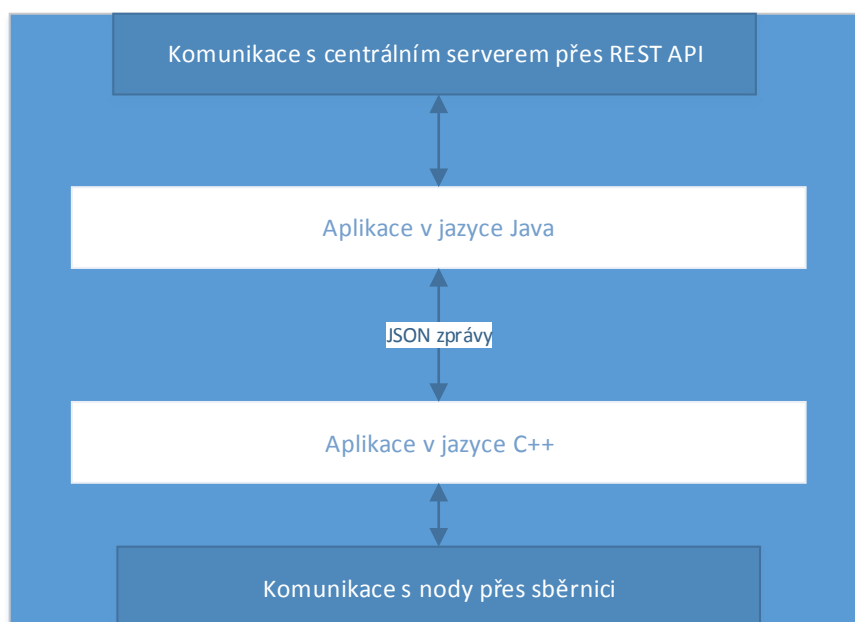 Komunikace s centrálním serverem přes REST API
Aplikace v jazyce Java
JSON zprávy
Aplikace v jazyce C++
Komunikace s nody přes sběrnici